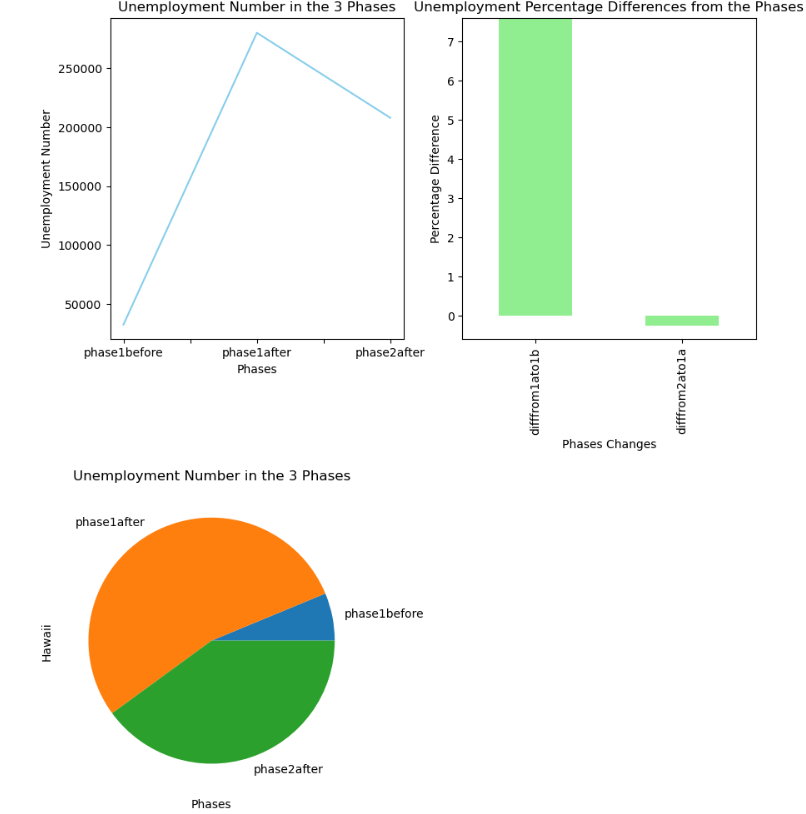 Unemployment Number in the 3 Phases
250000
200000
150000
100000
50000
Unemployment Number
phase1before
phase1after
phase2after
Phases
Unemployment Percentage Differences from the Phases
7
6
5
4
3
2
1
0
Percentage Difference
difffrom1ato1b
difffrom2ato1a
Phases Changes
Unemployment Number in the 3 Phases
phase1after
phase1before
Hawaii
phase2after
Phases